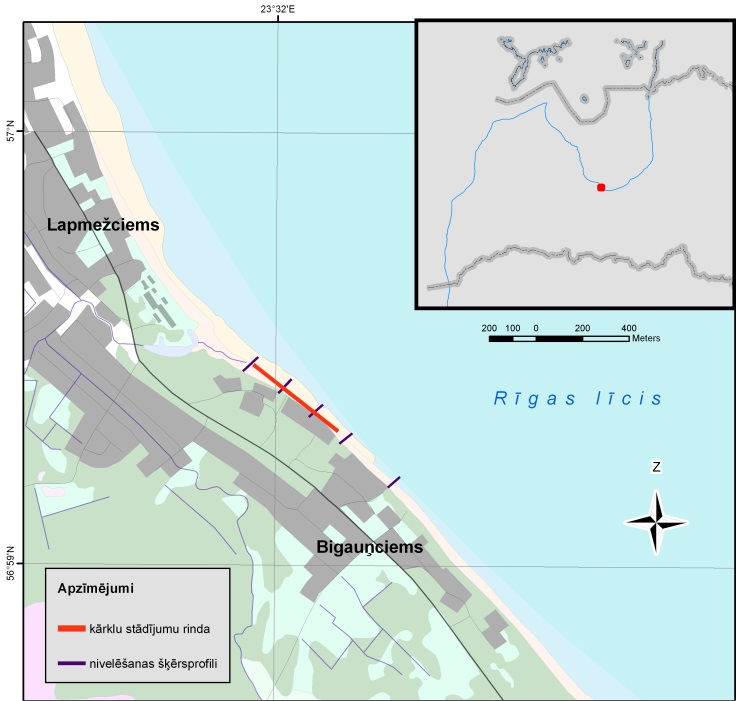 23°32'E
57°N
Lapmežciems
200 100 0 200 400
Meters
Rīgas līcis
Z
Bigauņciems
56°59'N
Apzīmējumi
kārklu stādījumu rinda
nivelēšanas šķērsprofili